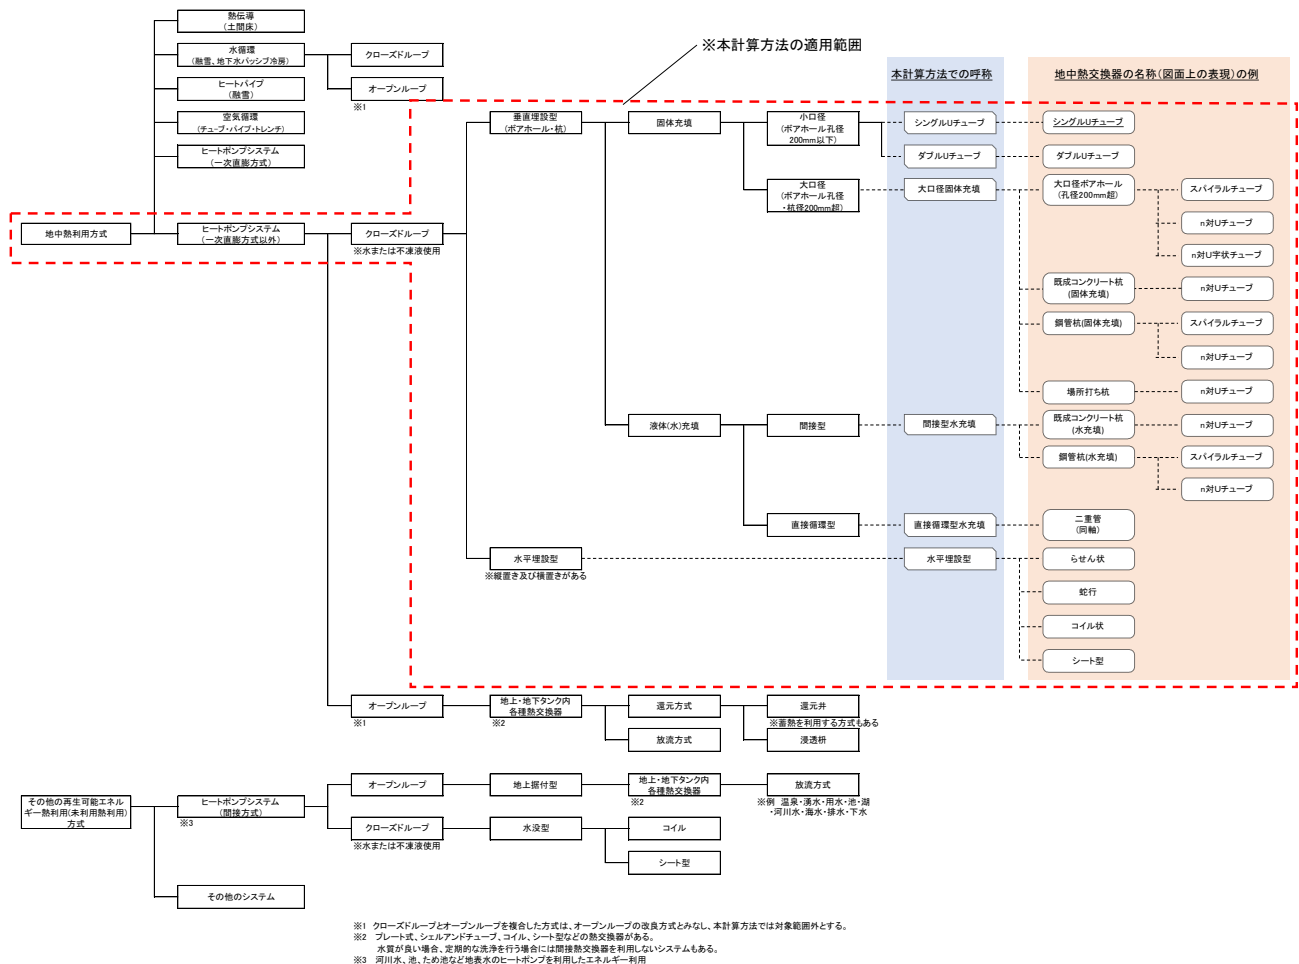 熱伝導
(土間床)
水循環
(融雪、地下水パッシブ冷房)
クローズドループ
※本計算方法の適用範囲
本計算方法での呼称
地中熱交換器の名称(図面上の表現)の例
ヒートパイプ
(融雪)
オープンループ
※1
空気循環
(チューブ・パイプ・トレンチ)
垂直埋設型
(ボアホール・杭)
固体充填
小口径
(ボアホール孔径
200mm以下)
シングルUチューブ
シングルUチューブ
ヒートポンプシステム
(一次直膨方式)
ダブルUチューブ
ダブルUチューブ
大口径
(ボアホール孔径
・杭径200mm超)
大口径固体充填
大口径ボアホール
(孔径200mm超)
スパイラルチューブ
n対Uチューブ
n対U字状チューブ
地中熱利用方式
ヒートポンプシステム
(一次直膨方式以外)
クローズドループ
※水または不凍液使用
既成コンクリート杭
(固体充填)
n対Uチューブ
鋼管杭(固体充填)
スパイラルチューブ
n対Uチューブ
場所打ち杭
n対Uチューブ
液体(水)充填
間接型
間接型水充填
既成コンクリート杭
(水充填)
n対Uチューブ
鋼管杭(水充填)
スパイラルチューブ
n対Uチューブ
直接循環型
直接循環型水充填
二重管
(同軸)
水平埋設型
※縦置き及び横置きがある
水平埋設型
らせん状
蛇行
コイル状
シート型
オープンループ
※1
地上・地下タンク内
各種熱交換器
※2
還元方式
還元井
※蓄熱を利用する方式もある
放流方式
浸透枡
その他の再生可能エネル
ギー熱利用(未利用熱利用)
方式
ヒートポンプシステム
(間接方式)
※3
オープンループ
地上据付型
地上・地下タンク内
各種熱交換器
※2
放流方式
※例 温泉・湧水・用水・池・湖
・河川水・海水・排水・下水
クローズドループ
※水または不凍液使用
水没型
コイル
シート型
その他のシステム
※1 クローズドループとオープンループを複合した方式は、オープンループの改良方式とみなし、本計算方法では対象範囲外とする。
※2 プレート式、シェルアンドチューブ、コイル、シート型などの熱交換器がある。
水質が良い場合、定期的な洗浄を行う場合には間接熱交換器を利用しないシステムもある。
※3 河川水、池、ため池など地表水のヒートポンプを利用したエネルギー利用